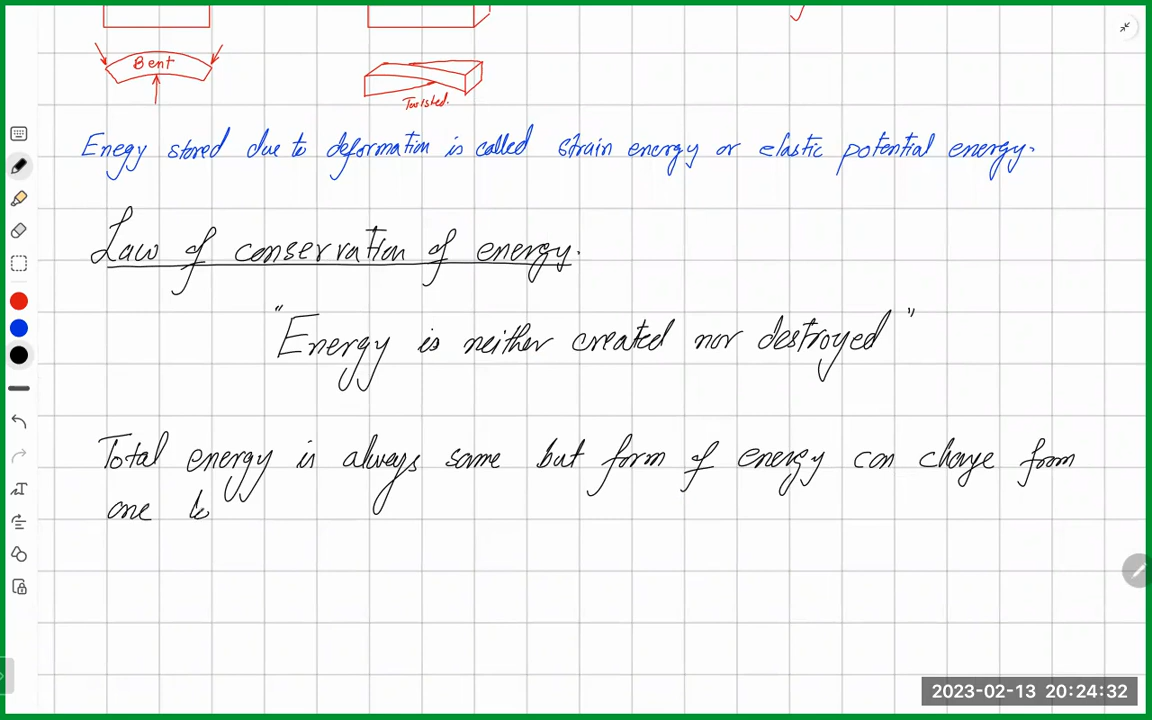 Bent
Twisted.
Enegy stored due to deformation is called strain energy or elastic potential energy.
Law of conservation of energy.
"Energy is neither created nor destroyed"
Total energy is always same but form of energy can change from
one to
2023-02-13 20:24:32